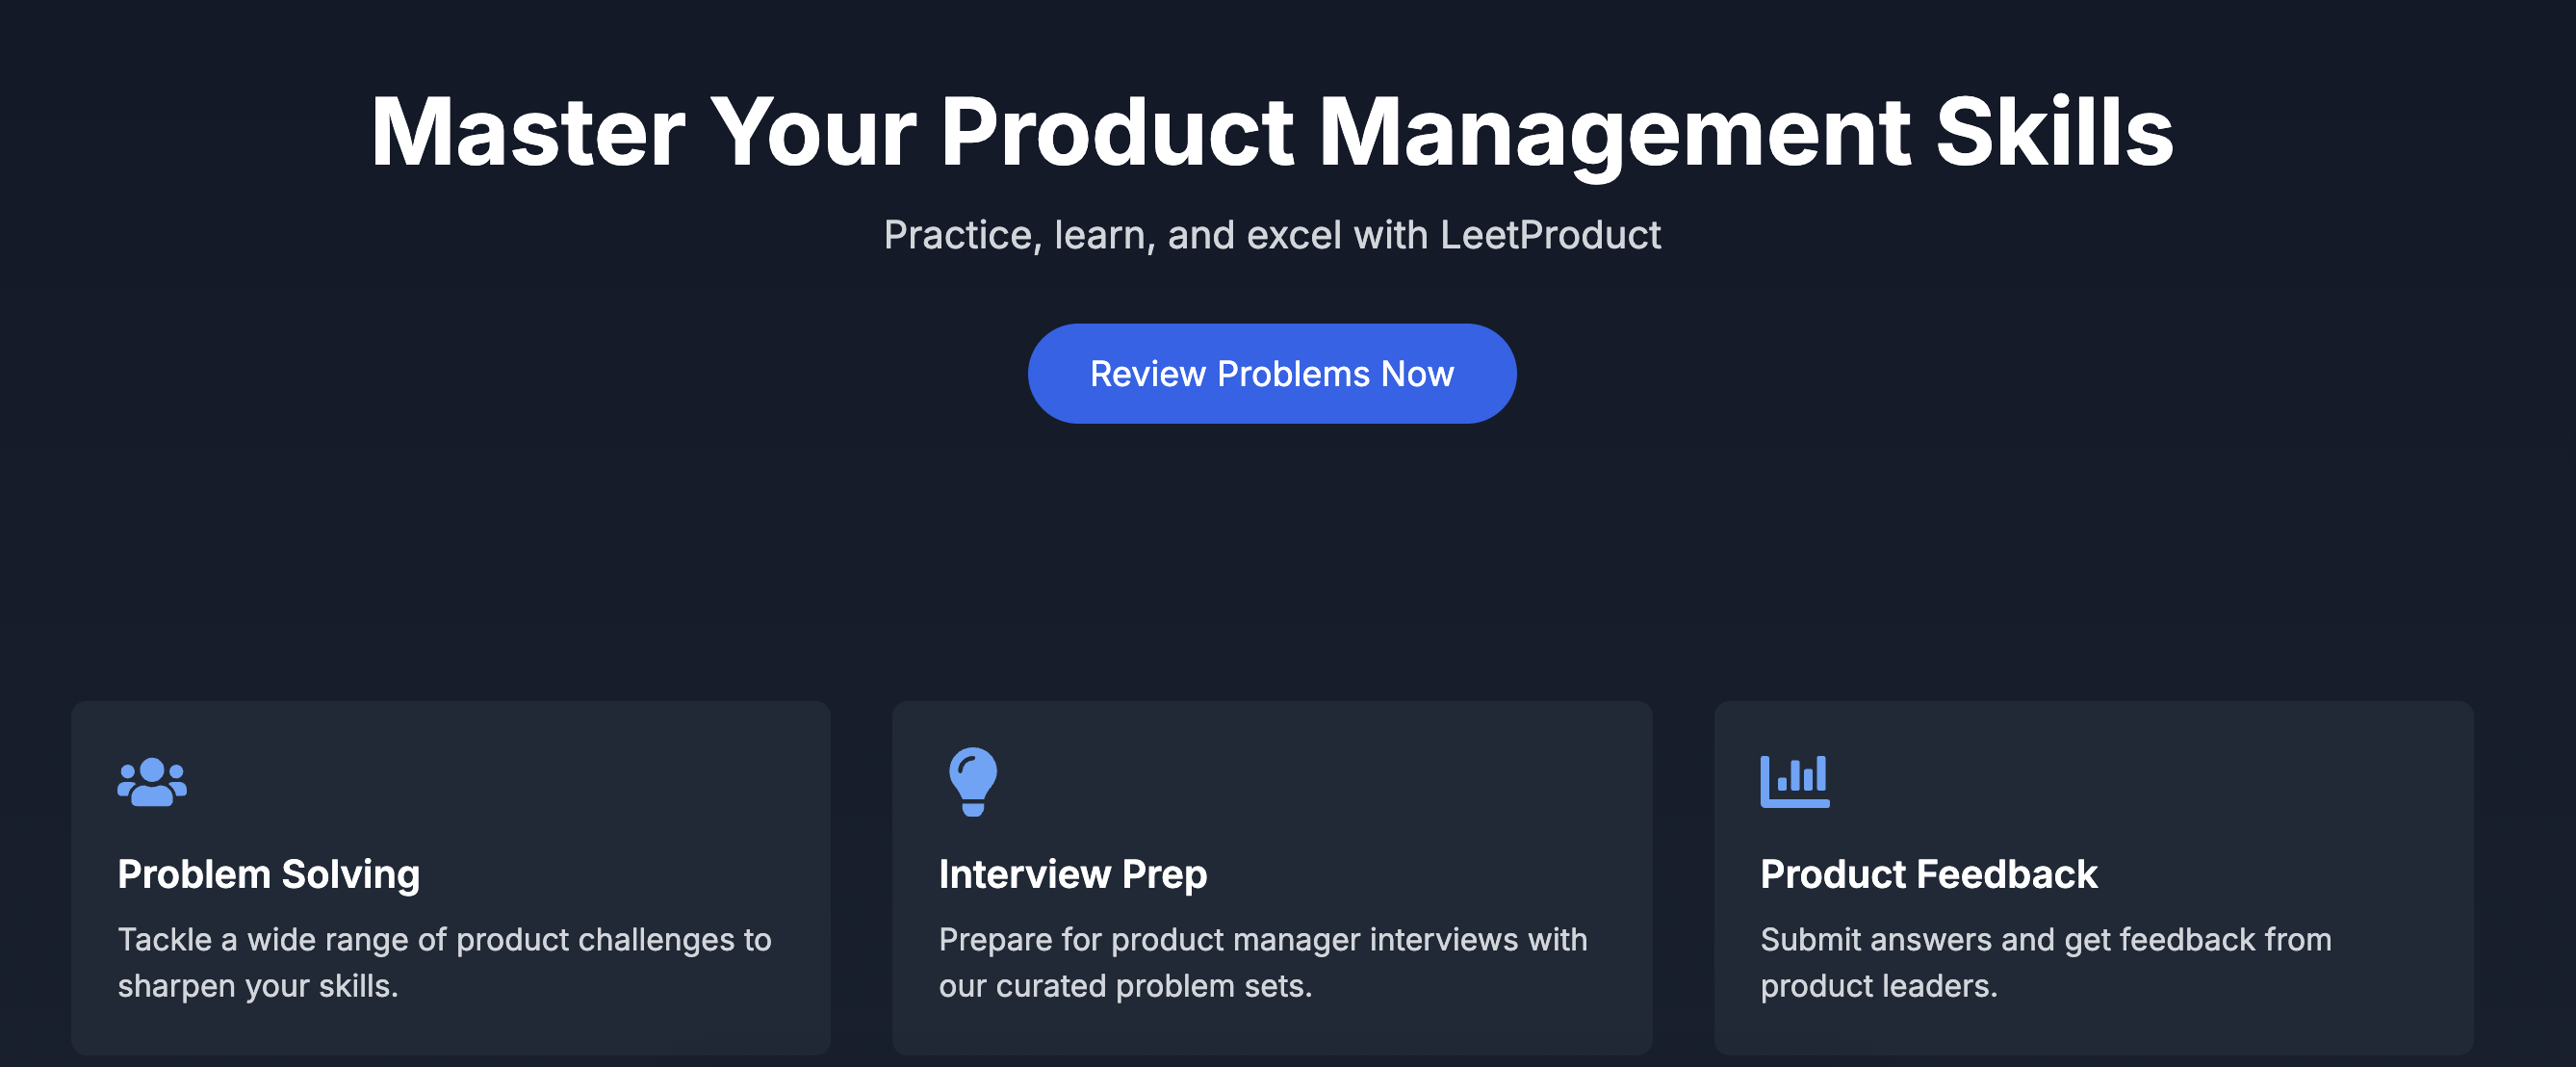 Master Your Product Management Skills
Practice, learn, and excel with LeetProduct
Review Problems Now
Problem Solving
Tackle a wide range of product challenges to
sharpen your skills.
Interview Prep
Prepare for product manager interviews with
our curated problem sets.
Product Feedback
Submit answers and get feedback from
product leaders.